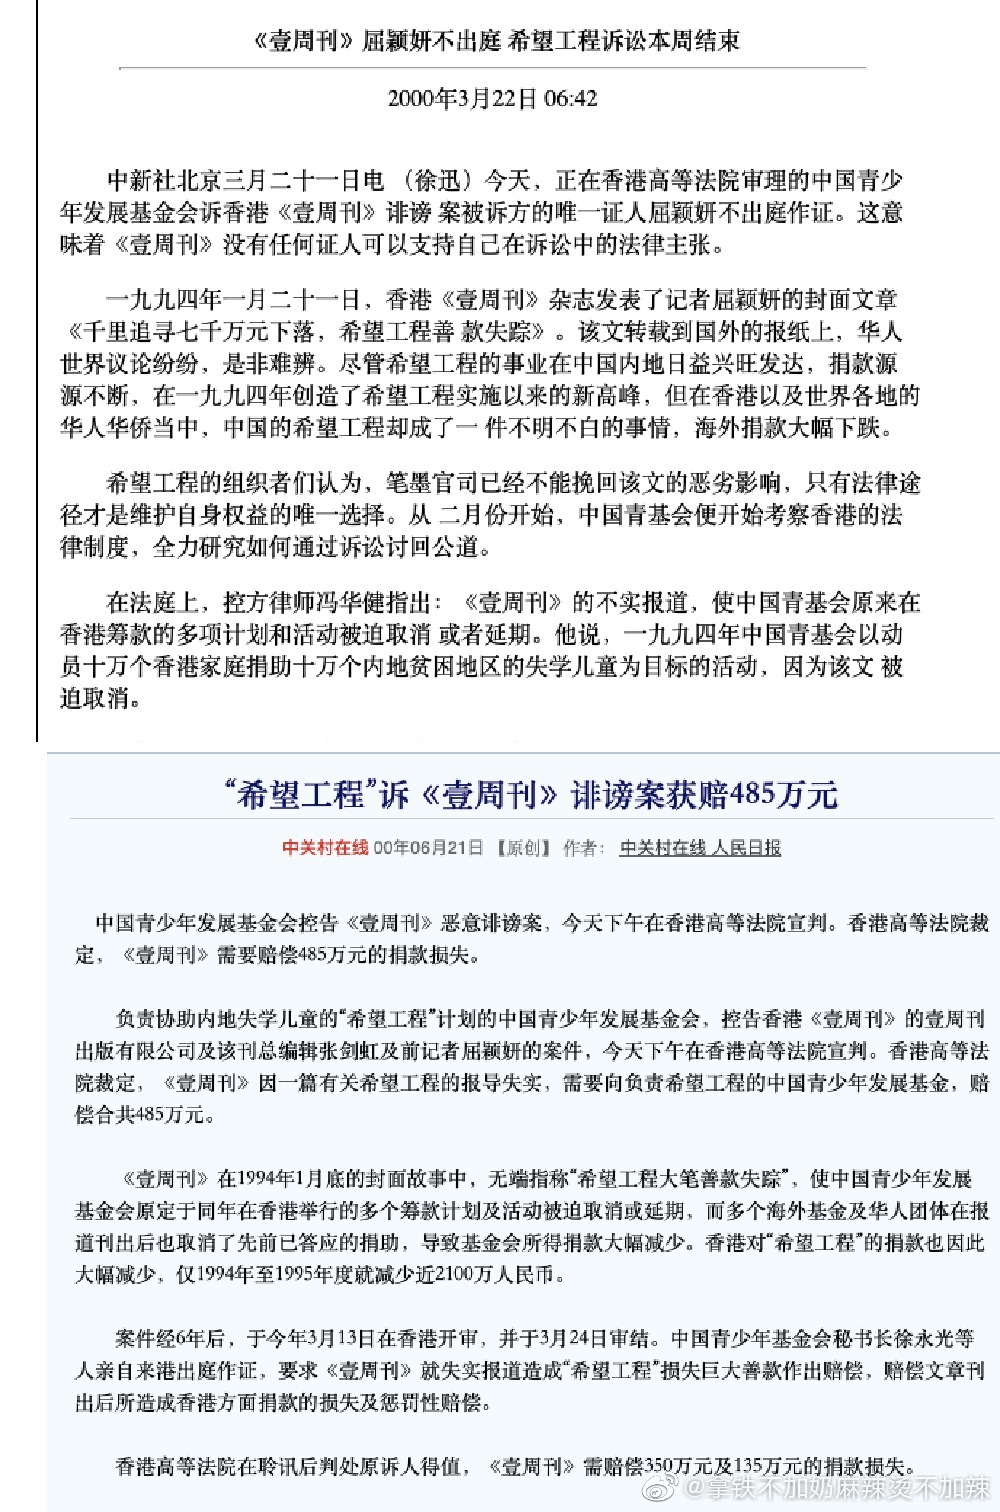 《壹周刊》屈颖妍不出庭 希望工程诉讼本周结束
2000年3月22日 06:42
中新社北京三月二十一日电 （徐迅）今天，正在香港高等法院审理的中国青少
年发展基金会诉香港《壹周刊》诽谤 案被诉方的唯一证人屈颖妍不出庭作证。这意
味着《壹周刊》没有任何证人可以支持自己在诉讼中的法律主张。
一九九四年一月二十一日，香港《壹周刊》杂志发表了记者屈颖妍的封面文章
《千里追寻七千万元下落，希望工程善 款失踪》。该文转载到国外的报纸上，华人
世界议论纷纷，是非难辨。尽管希望工程的事业在中国内地日益兴旺发达，捐款源
源不断，在一九九四年创造了希望工程实施以来的新高峰，但在香港以及世界各地的
华人华侨当中，中国的希望工程却成了一 件不明不白的事情，海外捐款大幅下跌。
希望工程的组织者们认为，笔墨官司已经不能挽回该文的恶劣影响，只有法律途
径才是维护自身权益的唯一选择。从 二月份开始，中国青基会便开始考察香港的法
律制度，全力研究如何通过诉讼讨回公道。
在法庭上，控方律师冯华健指出：《壹周刊》的不实报道，使中国青基会原来在
香港筹款的多项计划和活动被迫取消 或者延期。他说，一九九四年中国青基会以动
员十万个香港家庭捐助十万个内地贫困地区的失学儿童为目标的活动，因为该文 被
迫取消。
“希望工程”诉《壹周刊》诽谤案获赔485万元
中关村在线 00年06月21日 【原创】 作者： 中关村在线 人民日报
中国青少年发展基金会控告《壹周刊》恶意诽谤案，今天下午在香港高等法院宣判。香港高等法院裁
定，《壹周刊》需要赔偿485万元的捐款损失。
负责协助内地失学儿童的“希望工程”计划的中国青少年发展基金会，控告香港《壹周刊》的壹周刊
出版有限公司及该刊总编辑张剑虹及前记者屈颖妍的案件，今天下午在香港高等法院宣判。香港高等法
院裁定，《壹周刊》因一篇有关希望工程的报导失实，需要向负责希望工程的中国青少年发展基金，赔
偿合共485万元。
《壹周刊》在1994年1月底的封面故事中，无端指称“希望工程大笔善款失踪”，使中国青少年发展
基金会原定于同年在香港举行的多个筹款计划及活动被迫取消或延期，而多个海外基金及华人团体在报
道刊出后也取消了先前已答应的捐助，导致基金会所得捐款大幅减少。香港对“希望工程”的捐款也因此
大幅减少，仅1994年至1995年度就减少近2100万人民币。
案件经6年后，于今年3月13日在香港开审，并于3月24日审结。中国青少年基金会秘书长徐永光等
人亲自来港出庭作证，要求《壹周刊》就失实报道造成“希望工程”损失巨大善款作出赔偿，赔偿文章刊
出后所造成香港方面捐款的损失及惩罚性赔偿。
香港高等法院在聆讯后判处原诉人得值，《壹周刊》需赔偿350万元及135万元的捐款损失。
@拿铁不加奶麻辣烫不加辣